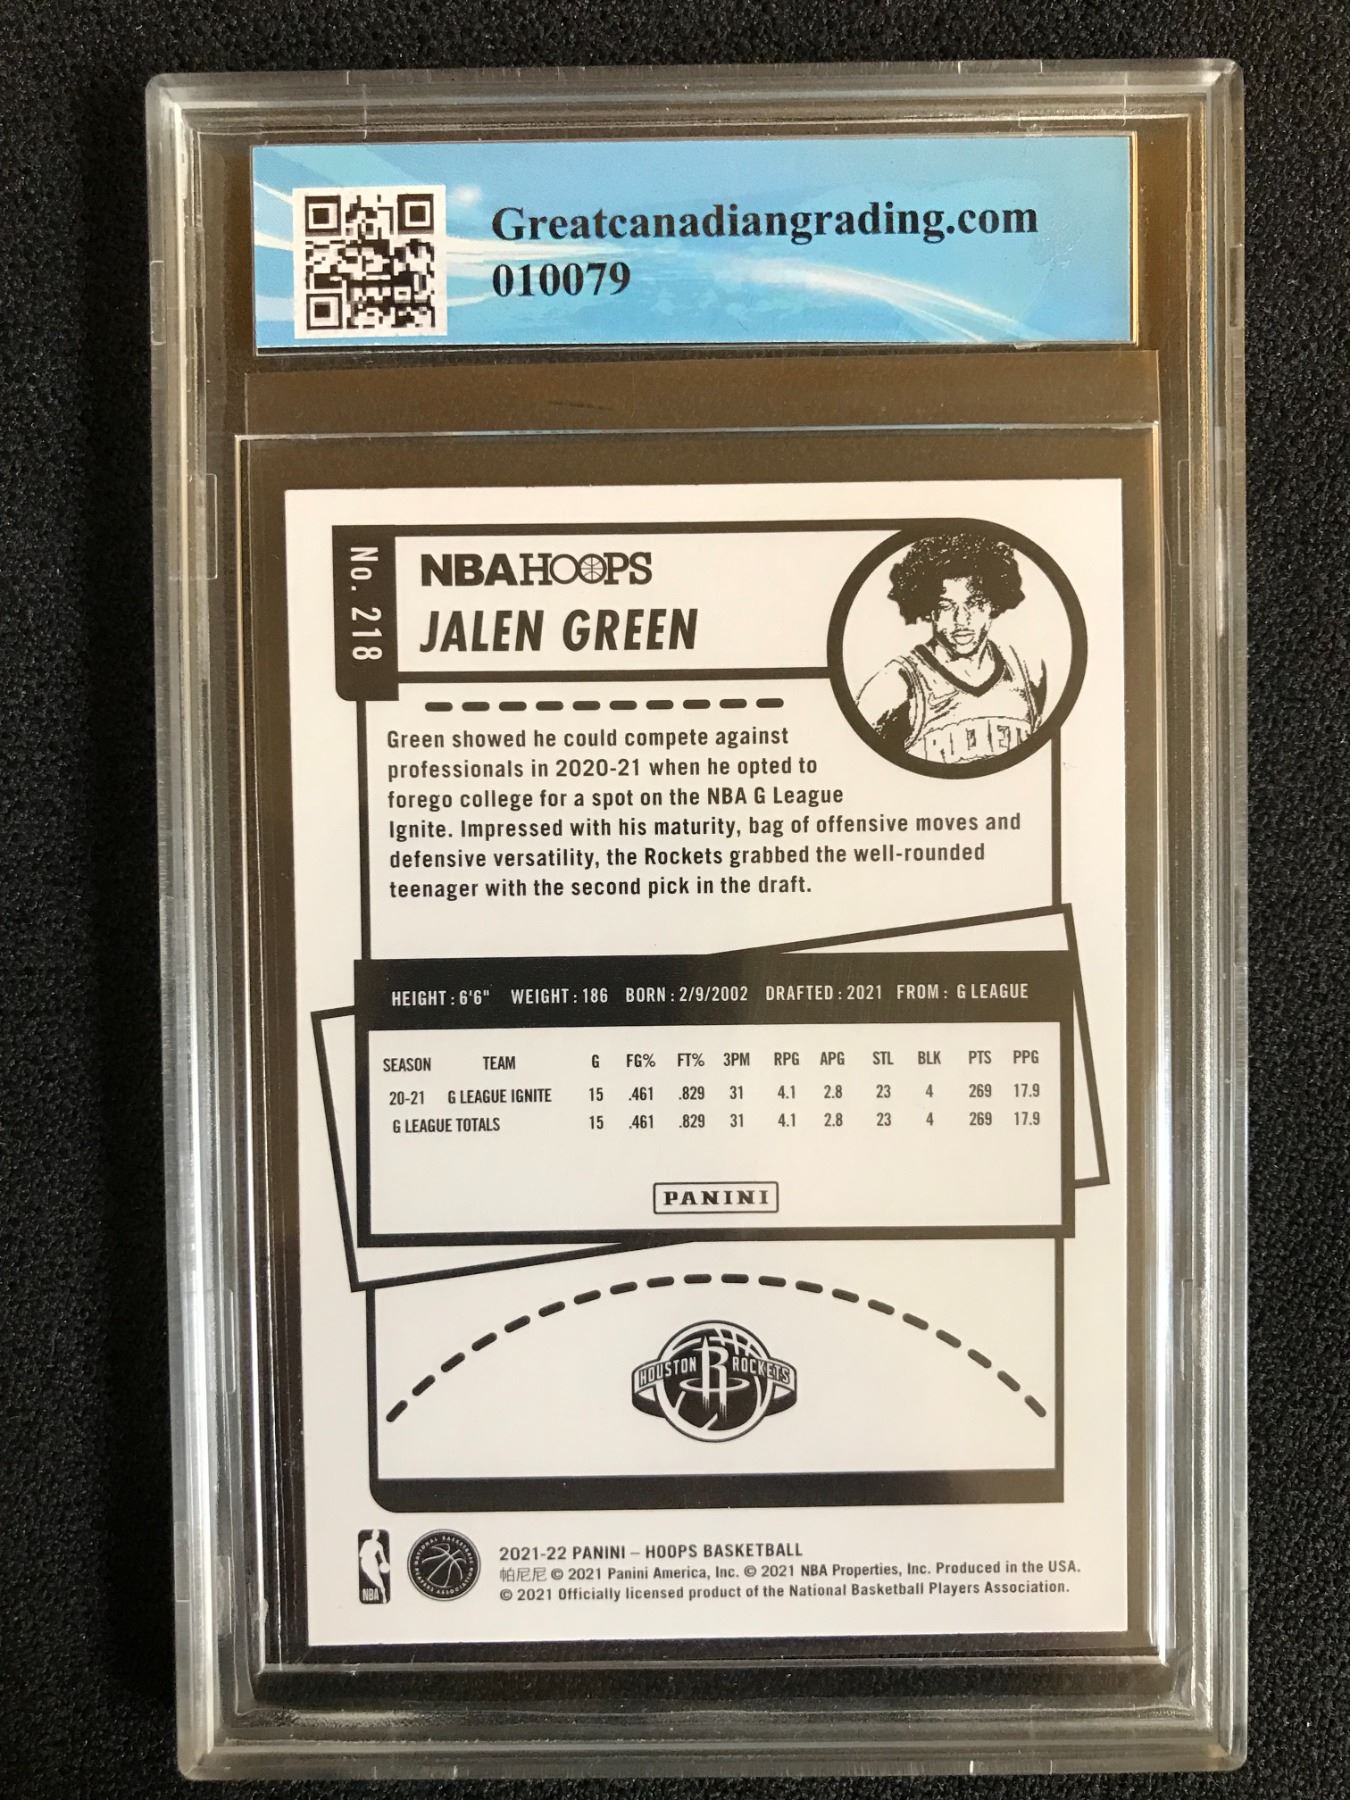 Greatcanadiangrading.com
010079
No. 218
NBA HOOPS
JALEN GREEN
Green showed he could compete against
professionals in 2020-21 when he opted to
forego college for a spot on the NBA G League
Ignite. Impressed with his maturity, bag of offensive moves and
defensive versatility, the Rockets grabbed the well-rounded
teenager with the second pick in the draft.
HEIGHT: 6'6" WEIGHT: 186 BORN: 2/9/2002 DRAFTED: 2021 FROM: G LEAGUE
SEASON TEAM G FG% FT% 3PM RPG APG STL BLK PTS PPG
20-21 G LEAGUE IGNITE 15 .461 .829 31 4.1 2.8 23 4 269 17.9
G LEAGUE TOTALS 15 .461 .829 31 4.1 2.8 23 4 269 17.9
PANINI
HOUSTON R ROCKETS
NBA
NATIONAL BASKETBALL PLAYERS ASSOCIATION
2021-22 PANINI – HOOPS BASKETBALL
帕尼尼 © 2021 Panini America, Inc. © 2021 NBA Properties, Inc. Produced in the USA.
© 2021 Officially licensed product of the National Basketball Players Association.